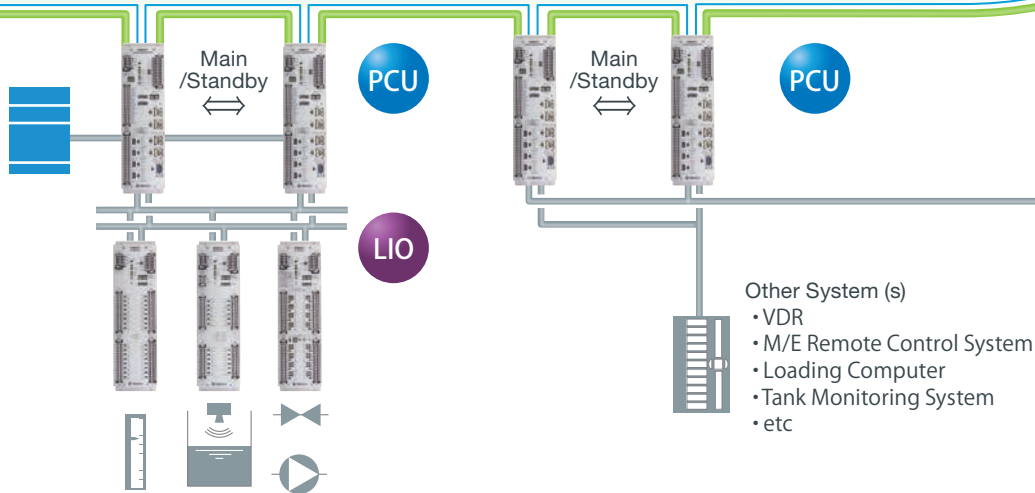 Main
/Standby
PCU
Main
/Standby
PCU
LIO
Other System (s)
・VDR
・M/E Remote Control System
・Loading Computer
・Tank Monitoring System
・etc